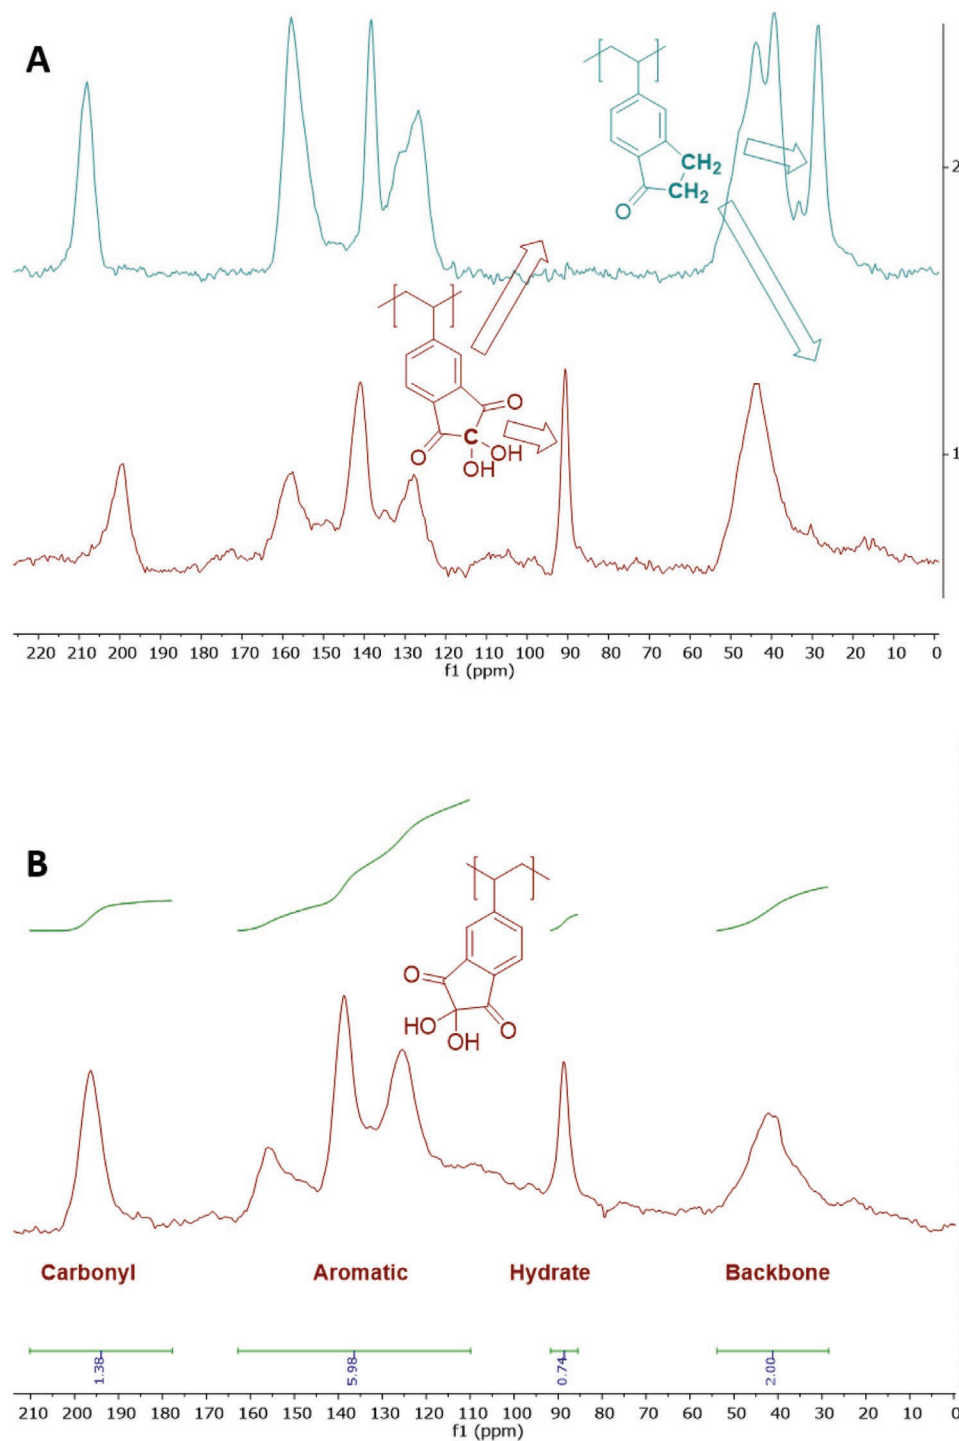 A
CH₂
CH₂
O
2
O
C
O
OH
OH
1
220 210 200 190 180 170 160 150 140 130 120 110 100 90 80 70 60 50 40 30 20 10 0
f1 (ppm)
B
O
HO
OH
O
Carbonyl Aromatic Hydrate Backbone
1.38 5.98 0.74 2.00
210 200 190 180 170 160 150 140 130 120 110 100 90 80 70 60 50 40 30 20 10 0
f1 (ppm)